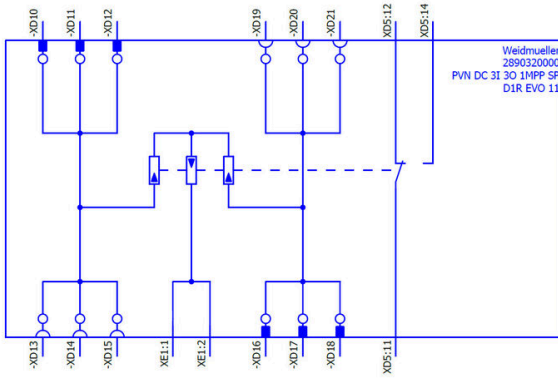 -XD10
-XD11
-XD12
-XD19
-XD20
-XD21
XD5:12
XD5:14
Weidmueller
2890320000
PVN DC 3I 3O 1MPP SP
D1R EVO 11
-XD13
-XD14
-XD15
XE1:1
XE1:2
-XD16
-XD17
-XD18
XD5:11